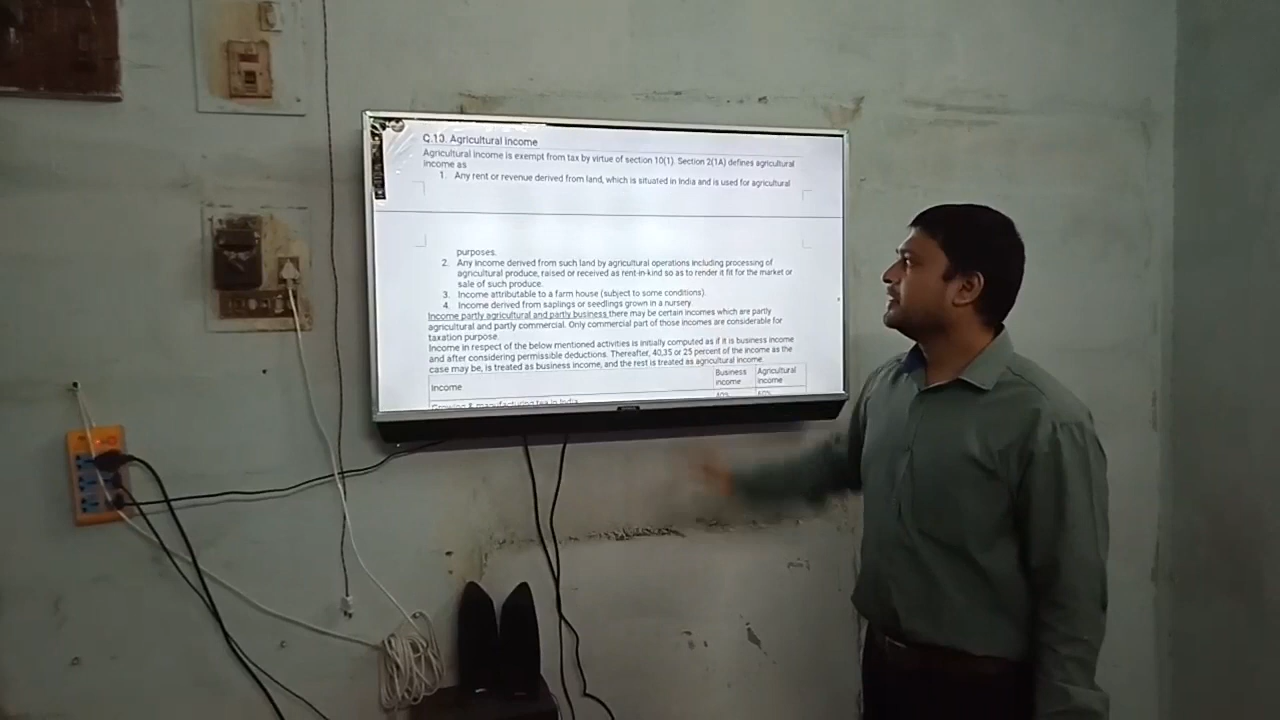 Q.10. Agricultural Income
Agricultural income is exempt from tax by virtue of section 10(1). Section 2(1A) defines agricultural
income as
1. Any rent or revenue derived from land, which is situated in India and is used for agricultural
purposes.
2. Any income derived from such land by agricultural operations including processing of
agricultural produce, raised or received as rent-in-kind so as to render it fit for the market or
sale of such produce.
3. Income attributable to a farm house (subject to some conditions).
4. Income derived from saplings or seedlings grown in a nursery.
Income partly agricultural and partly business there may be certain incomes which are partly
agricultural and partly commercial. Only commercial part of those incomes are considerable for
taxation purpose.
Income in respect of the below mentioned activities is initially computed as if it is business income
and after considering permissible deductions. Thereafter, 40,35 or 25 percent of the income as the
case may be, is treated as business income, and the rest is treated as agricultural income.
Income Business income Agricultural income
Growing & manufacturing tea in India 40% 60%